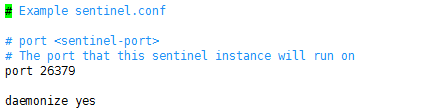 # Example sentinel.conf
# port <sentinel-port>
# The port that this sentinel instance will run on
port 26379
daemonize yes